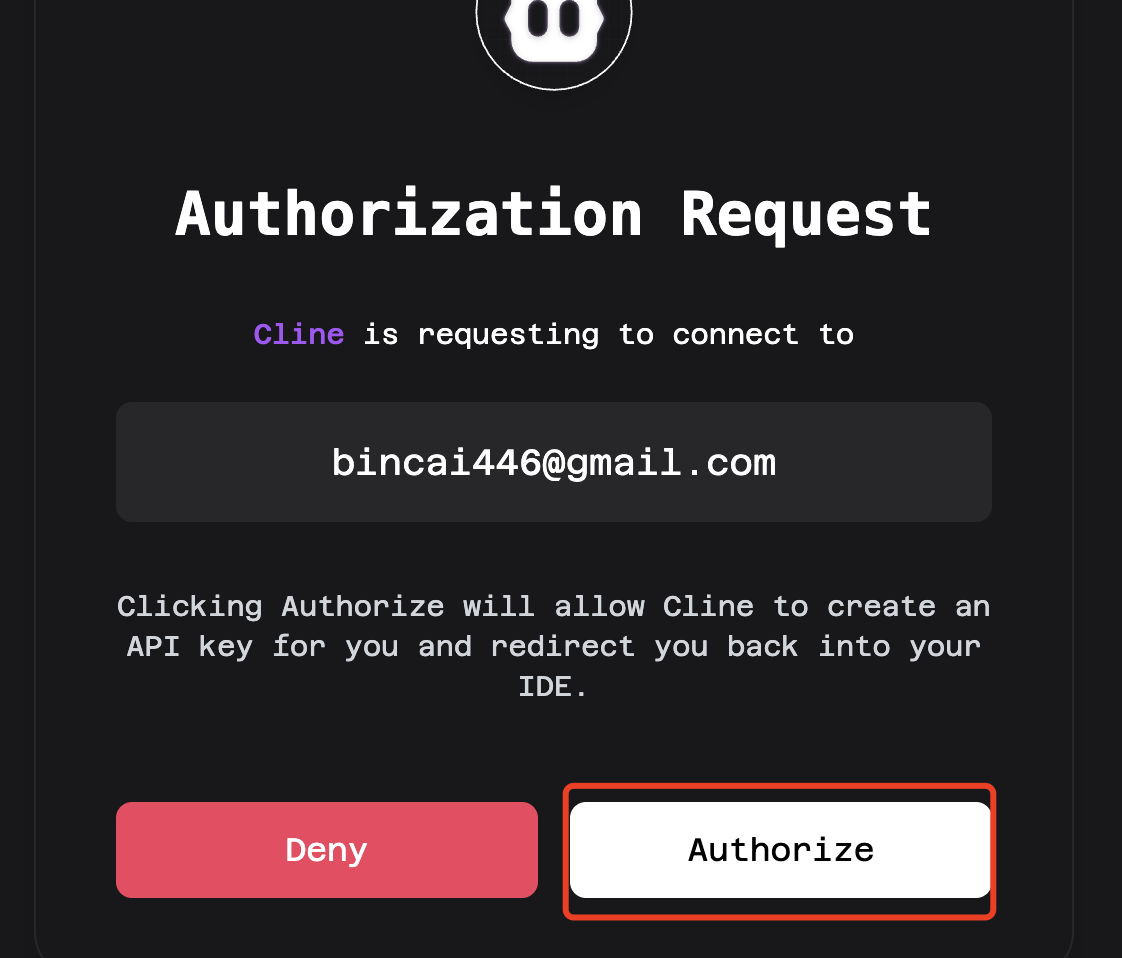 Authorization Request
Cline is requesting to connect to
bincai446@gmail.com
Clicking Authorize will allow Cline to create an
API key for you and redirect you back into your
IDE.
Deny
Authorize